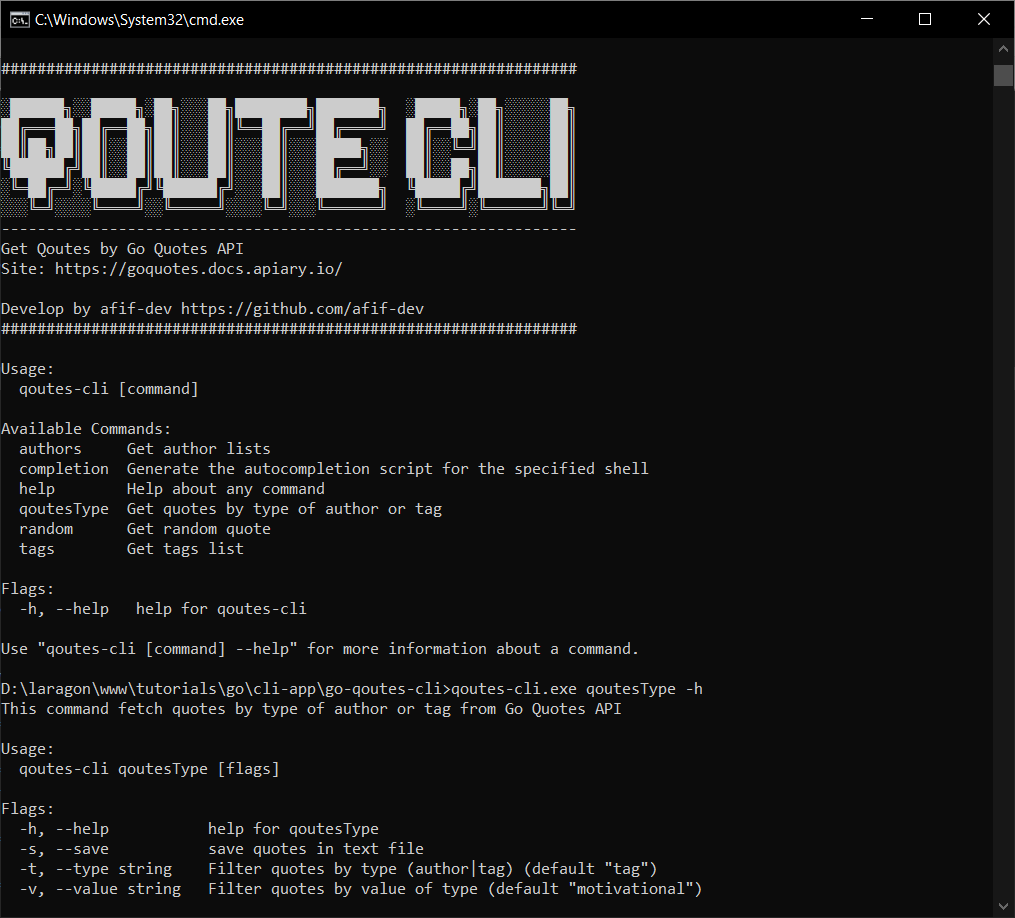 C:\Windows\System32\cmd.exe
################################################################
QOUTE CLI
----------------------------------------------------------------
Get Qoutes by Go Quotes API
Site: https://goquotes.docs.apiary.io/
Develop by afif-dev https://github.com/afif-dev
################################################################
Usage:
  qoutes-cli [command]
Available Commands:
  authors     Get author lists
  completion  Generate the autocompletion script for the specified shell
  help        Help about any command
  qoutesType  Get quotes by type of author or tag
  random      Get random quote
  tags        Get tags list
Flags:
  -h, --help   help for qoutes-cli
Use "qoutes-cli [command] --help" for more information about a command.
D:\laragon\www\tutorials\go\cli-app\go-qoutes-cli>qoutes-cli.exe qoutesType -h
This command fetch quotes by type of author or tag from Go Quotes API
Usage:
  qoutes-cli qoutesType [flags]
Flags:
  -h, --help           help for qoutesType
  -s, --save           save quotes in text file
  -t, --type string    Filter quotes by type (author|tag) (default "tag")
  -v, --value string   Filter quotes by value of type (default "motivational")